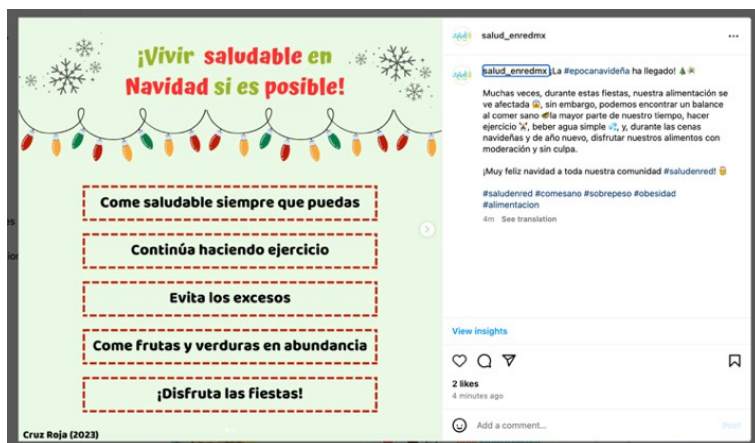 ¡Vivir saludable en
Navidad si es posible!
Come saludable siempre que puedas
Continúa haciendo ejercicio
Evita los excesos
Come frutas y verduras en abundancia
¡Disfruta las fiestas!
Cruz Roja (2023)
salud_enredmx
salud_enredmx ¡La #epocanavideña ha llegado!
Muchas veces, durante estas fiestas, nuestra alimentación se
ve afectada 😱, sin embargo, podemos encontrar un balance
al comer sano la mayor parte de nuestro tiempo, hacer
ejercicio, beber agua simple 💦, y, durante las cenas
navideñas y de año nuevo, disfrutar nuestros alimentos con
moderación y sin culpa.
¡Muy feliz navidad a toda nuestra comunidad #saludenred!
#saludenred #comesano #sobrepeso #obesidad
#alimentacion
4m See translation
View insights
2 likes
4 minutes ago
Add a comment...
Post